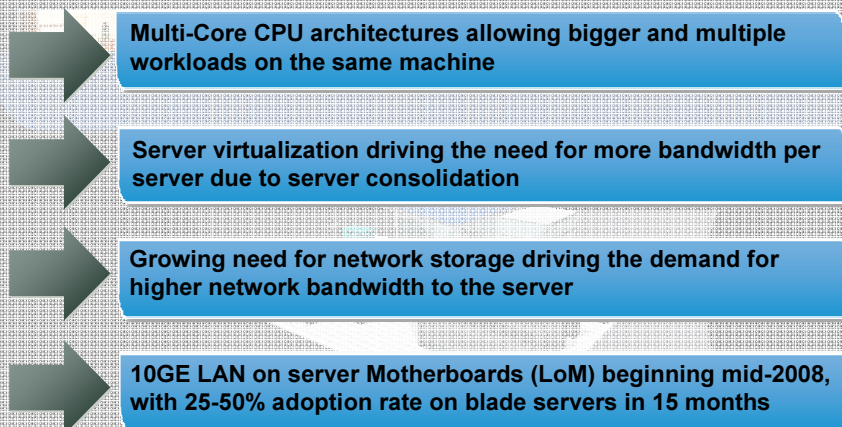 Multi-Core CPU architectures allowing bigger and multiple
workloads on the same machine
Server virtualization driving the need for more bandwidth per
server due to server consolidation
Growing need for network storage driving the demand for
higher network bandwidth to the server
10GE LAN on server Motherboards (LoM) beginning mid-2008,
with 25-50% adoption rate on blade servers in 15 months